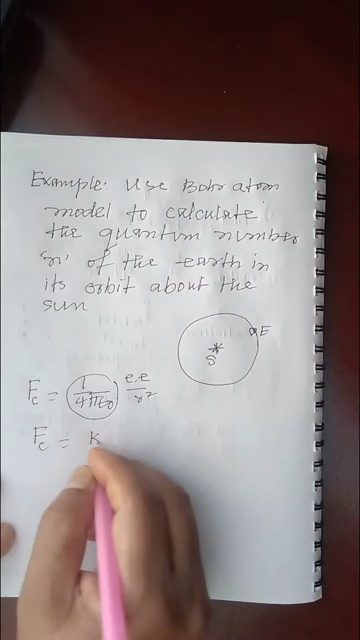 Example. Use Bohr atom
model to calculate
the quantum number
'n' of the earth in
its orbit about the
sun
E
S
Fc = 1/4πε0 e.e/r2
Fc = K